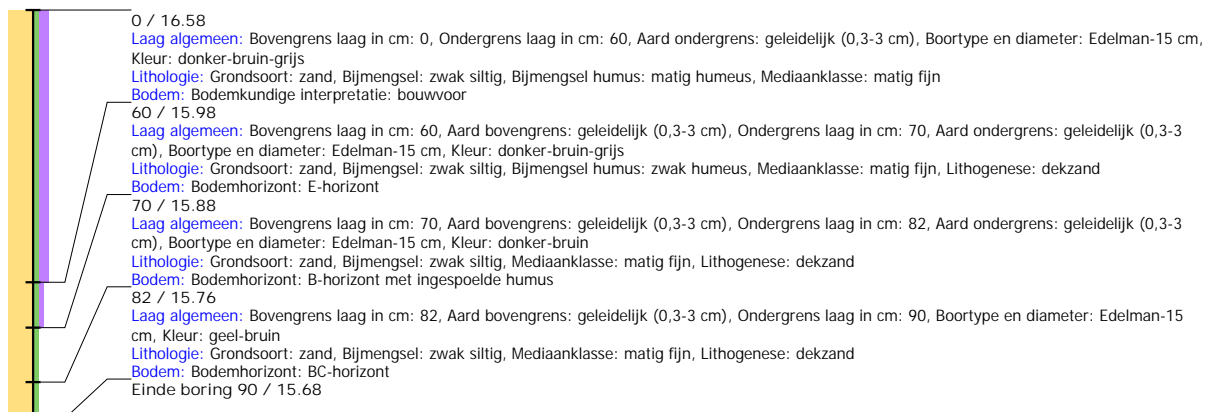 0 / 16.58
Laag algemeen: Bovengrens laag in cm: 0, Ondergrens laag in cm: 60, Aard ondergrens: geleidelijk (0,3-3 cm), Boortype en diameter: Edelman-15 cm,
Kleur: donker-bruin-grijs
Lithologie: Grondsoort: zand, Bijmengsel: zwak siltig, Bijmengsel humus: matig humeus, Mediaanklasse: matig fijn
Bodem: Bodemkundige interpretatie: bouwvoor
60 / 15.98
Laag algemeen: Bovengrens laag in cm: 60, Aard bovengrens: geleidelijk (0,3-3 cm), Ondergrens laag in cm: 70, Aard ondergrens: geleidelijk (0,3-3
cm), Boortype en diameter: Edelman-15 cm, Kleur: donker-bruin-grijs
Lithologie: Grondsoort: zand, Bijmengsel: zwak siltig, Bijmengsel humus: zwak humeus, Mediaanklasse: matig fijn, Lithogenese: dekzand
Bodem: Bodemhorizont: E-horizont
70 / 15.88
Laag algemeen: Bovengrens laag in cm: 70, Aard bovengrens: geleidelijk (0,3-3 cm), Ondergrens laag in cm: 82, Aard ondergrens: geleidelijk (0,3-3
cm), Boortype en diameter: Edelman-15 cm, Kleur: donker-bruin
Lithologie: Grondsoort: zand, Bijmengsel: zwak siltig, Mediaanklasse: matig fijn, Lithogenese: dekzand
Bodem: Bodemhorizont: B-horizont met ingespoelde humus
82 / 15.76
Laag algemeen: Bovengrens laag in cm: 82, Aard bovengrens: geleidelijk (0,3-3 cm), Ondergrens laag in cm: 90, Boortype en diameter: Edelman-15
cm, Kleur: geel-bruin
Lithologie: Grondsoort: zand, Bijmengsel: zwak siltig, Mediaanklasse: matig fijn, Lithogenese: dekzand
Bodem: Bodemhorizont: BC-horizont
Einde boring 90 / 15.68